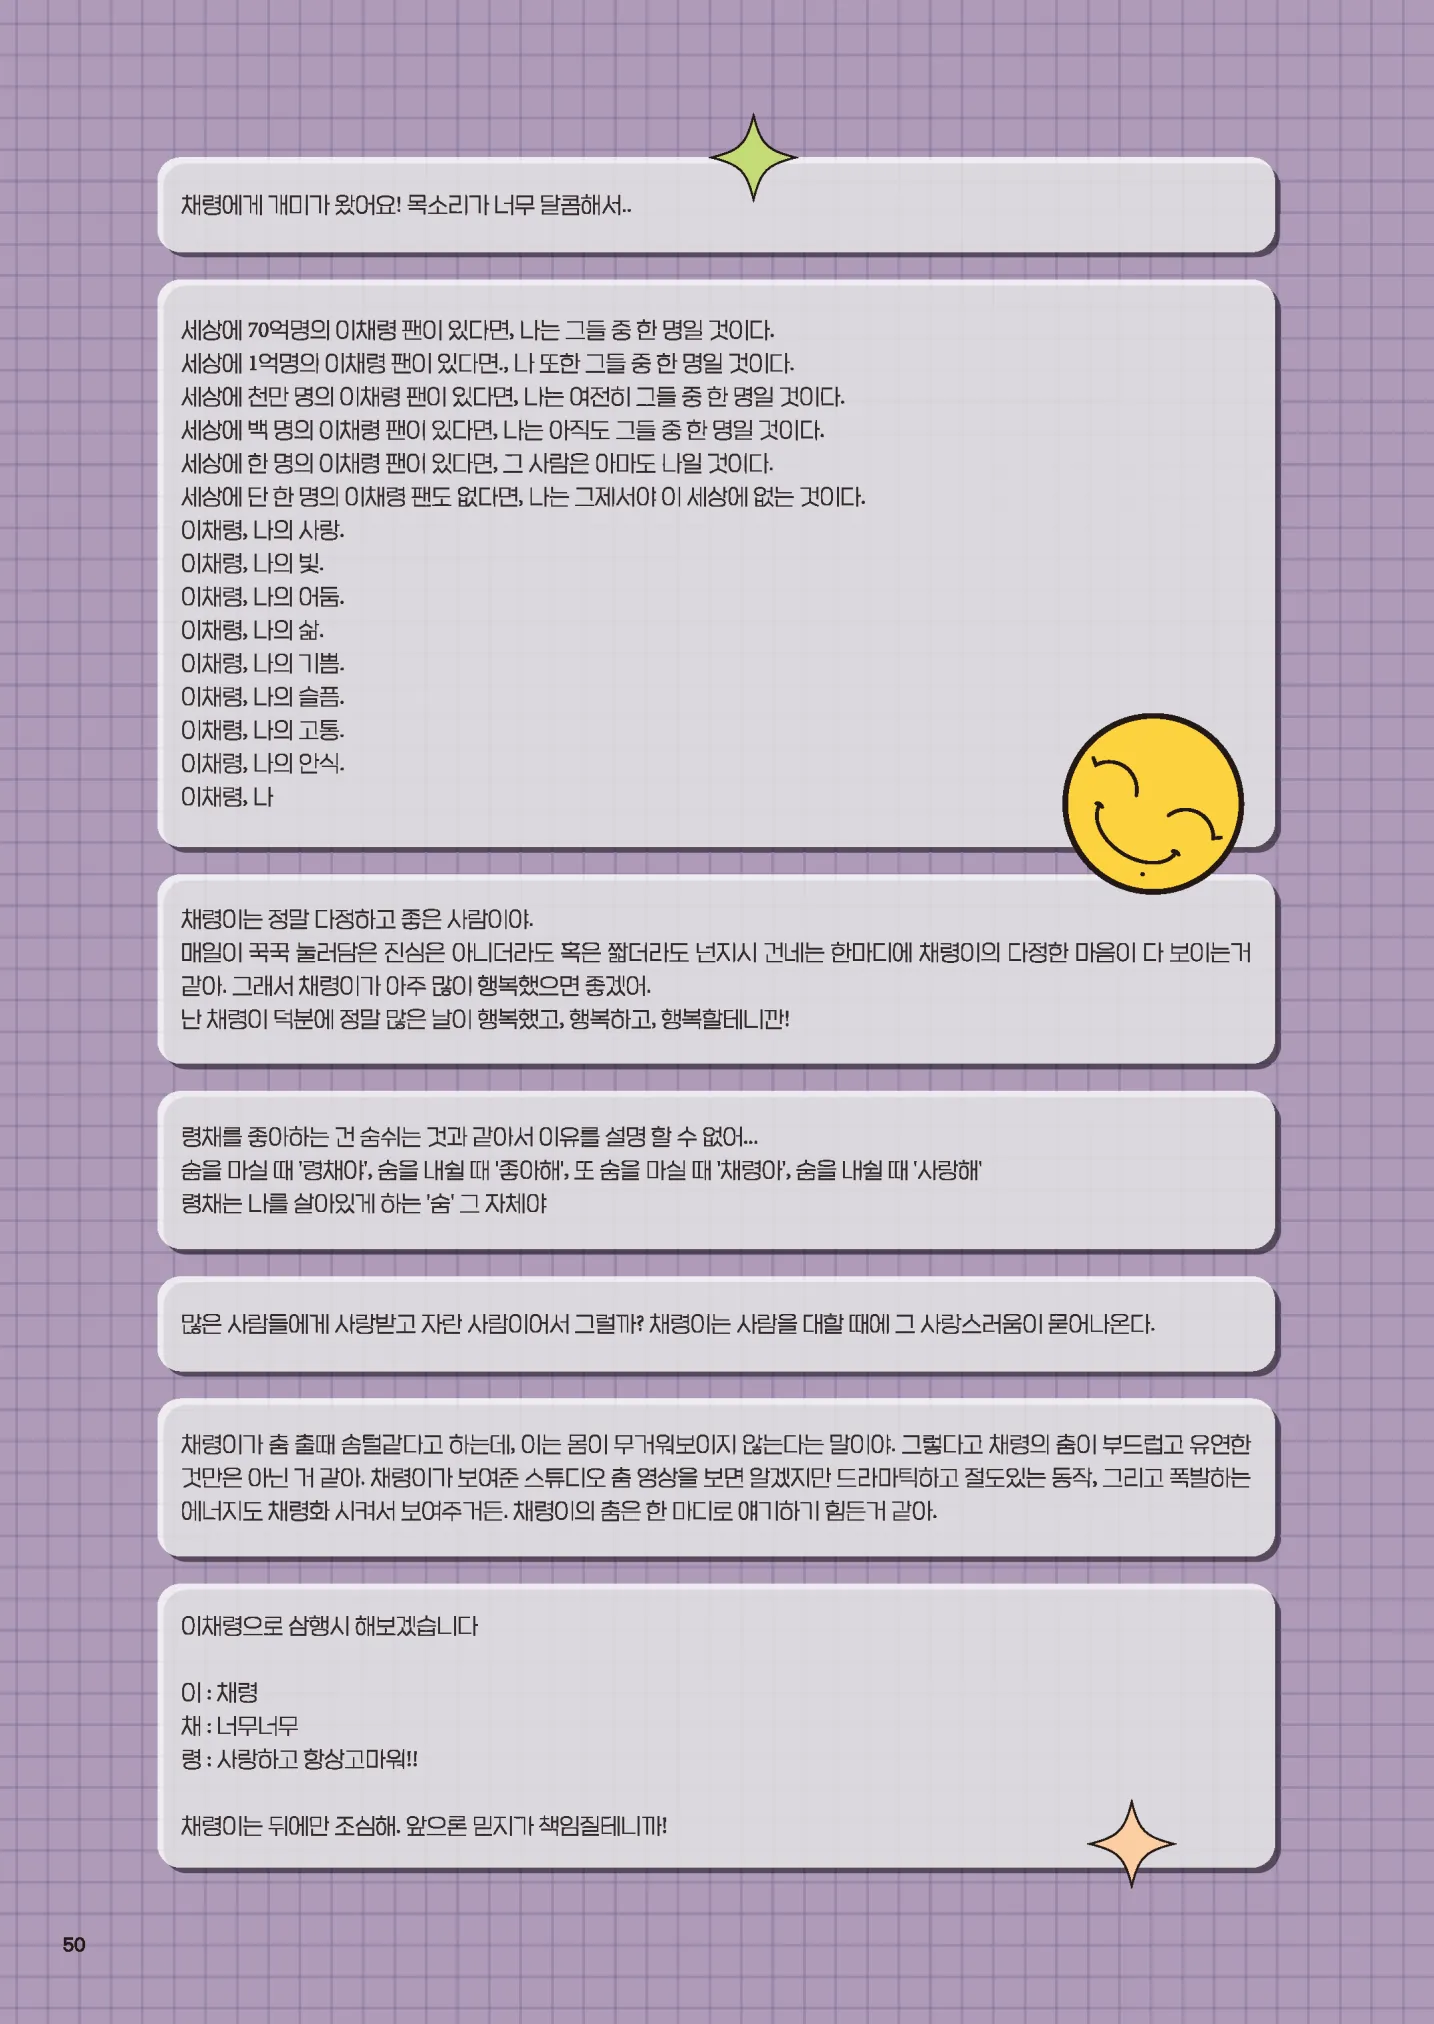 채령에게 개미가 왔어요! 목소리가 너무 달콤해서..
세상에 70억명의 이채령 팬이 있다면, 나는 그들 중 한 명일 것이다.
세상에 1억명의 이채령 팬이 있다면., 나 또한 그들 중 한 명일 것이다.
세상에 천만 명의 이채령 팬이 있다면, 나는 여전히 그들 중 한 명일 것이다.
세상에 백 명의 이채령 팬이 있다면, 나는 아직도 그들 중 한 명일 것이다.
세상에 한 명의 이채령 팬이 있다면, 그 사람은 아마도 나일 것이다.
세상에 단 한 명의 이채령 팬도 없다면, 나는 그제서야 이 세상에 없는 것이다.
이채령, 나의 사랑.
이채령, 나의 빛.
이채령, 나의 어둠.
이채령, 나의 삶.
이채령, 나의 기쁨.
이채령, 나의 슬픔.
이채령, 나의 고통.
이채령, 나의 안식.
이채령, 나
채령이는 정말 다정하고 좋은 사람이야.
매일이 꾹꾹 눌러담은 진심은 아니더라도 혹은 짧더라도 넌지시 건네는 한마디에 채령이의 다정한 마음이 다 보이는거
같아. 그래서 채령이가 아주 많이 행복했으면 좋겠어.
난 채령이 덕분에 정말 많은 날이 행복했고, 행복하고, 행복할테니깐!
령채를 좋아하는 건 숨쉬는 것과 같아서 이유를 설명 할 수 없어...
숨을 마실 때 '령채야', 숨을 내쉴 때 '좋아해', 또 숨을 마실 때 '채령아', 숨을 내쉴 때 '사랑해'
령채는 나를 살아있게 하는 '숨' 그 자체야
많은 사람들에게 사랑받고 자란 사람이어서 그럴까? 채령이는 사람을 대할 때에 그 사랑스러움이 묻어나온다.
채령이가 춤 출때 솜털같다고 하는데, 이는 몸이 무거워보이지 않는다는 말이야. 그렇다고 채령의 춤이 부드럽고 유연한
것만은 아닌 거 같아. 채령이가 보여준 스튜디오 춤 영상을 보면 알겠지만 드라마틱하고 절도있는 동작, 그리고 폭발하는
에너지도 채령화 시켜서 보여주거든. 채령이의 춤은 한 마디로 얘기하기 힘든거 같아.
이채령으로 삼행시 해보겠습니다
이 : 채령
채 : 너무너무
령 : 사랑하고 항상고마워!!
채령이는 뒤에만 조심해. 앞으론 믿지가 책임질테니까!
50